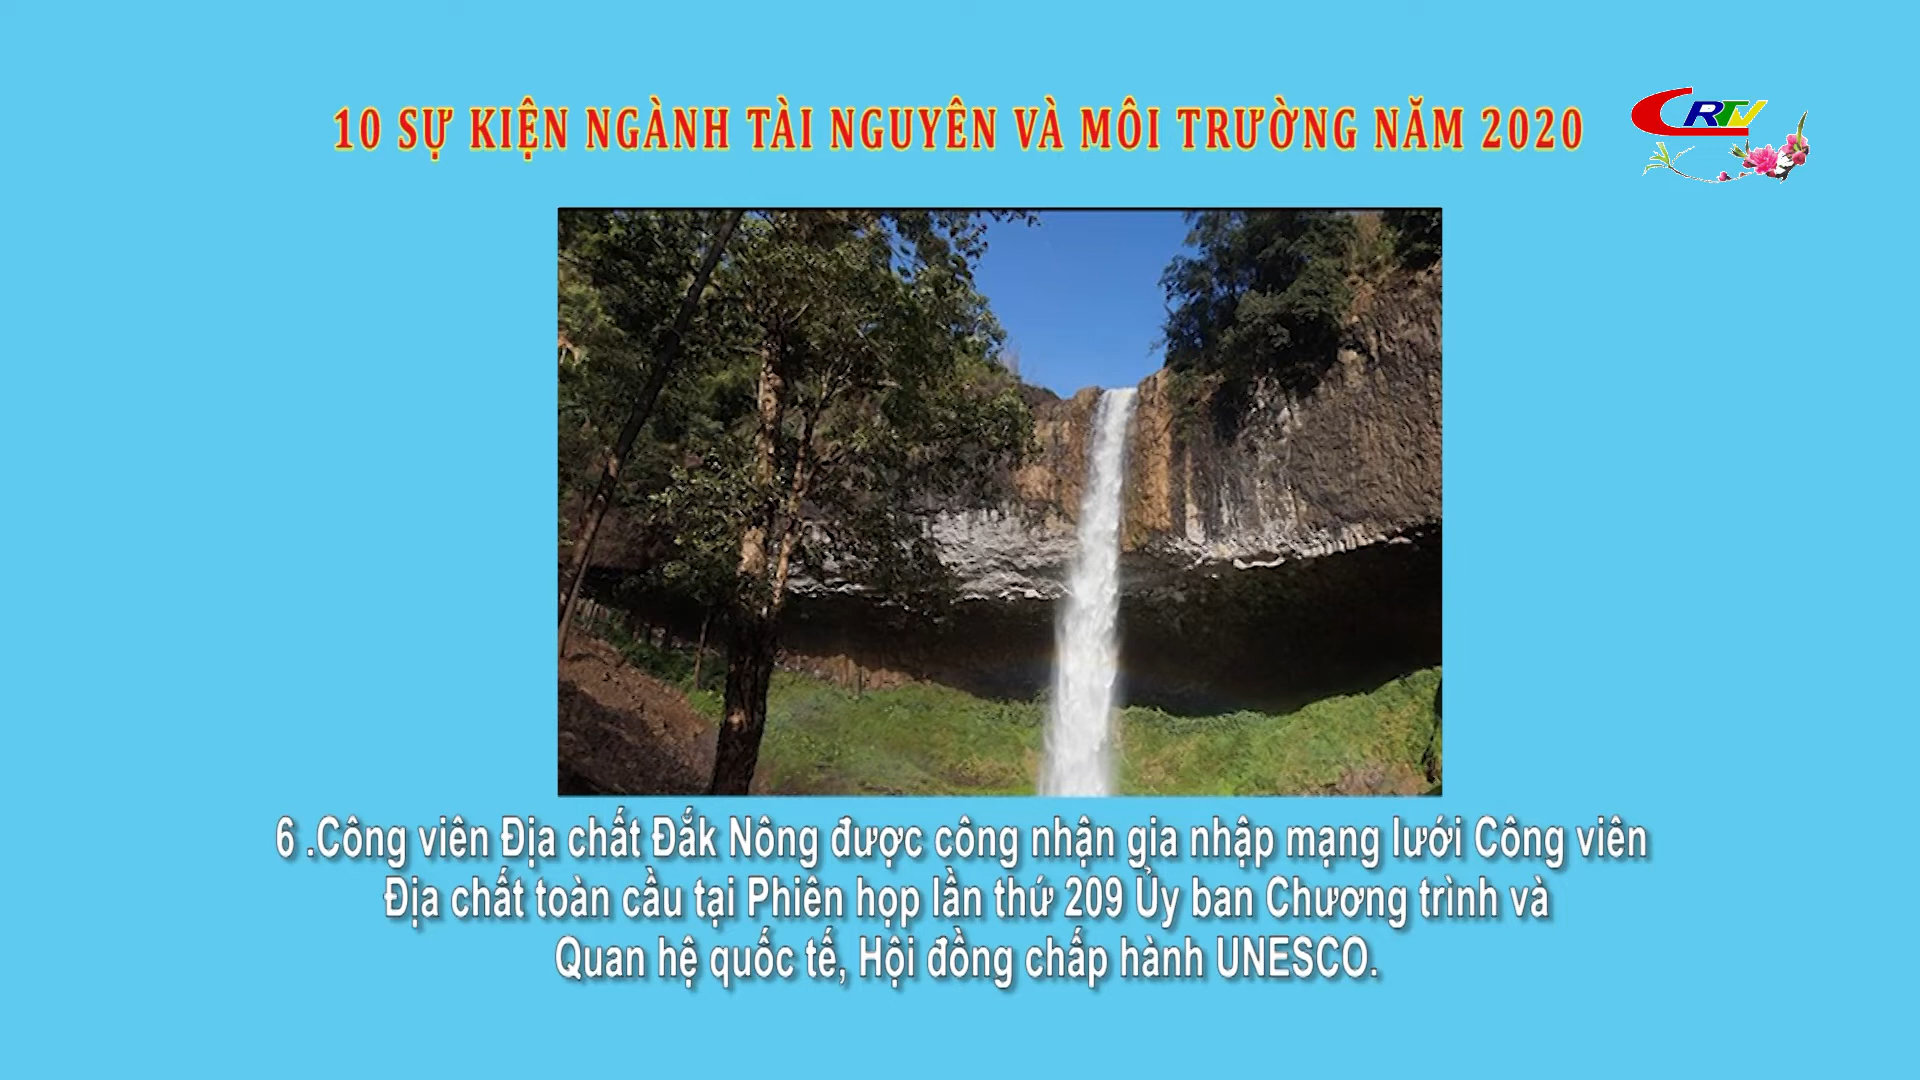 10 SỰ KIỆN NGÀNH TÀI NGUYÊN VÀ MÔI TRƯỜNG NĂM 2020
CRTV
6 .Công viên Địa chất Đắk Nông được công nhận gia nhập mạng lưới Công viên
Địa chất toàn cầu tại Phiên họp lần thứ 209 Ủy ban Chương trình và
Quan hệ quốc tế, Hội đồng chấp hành UNESCO.